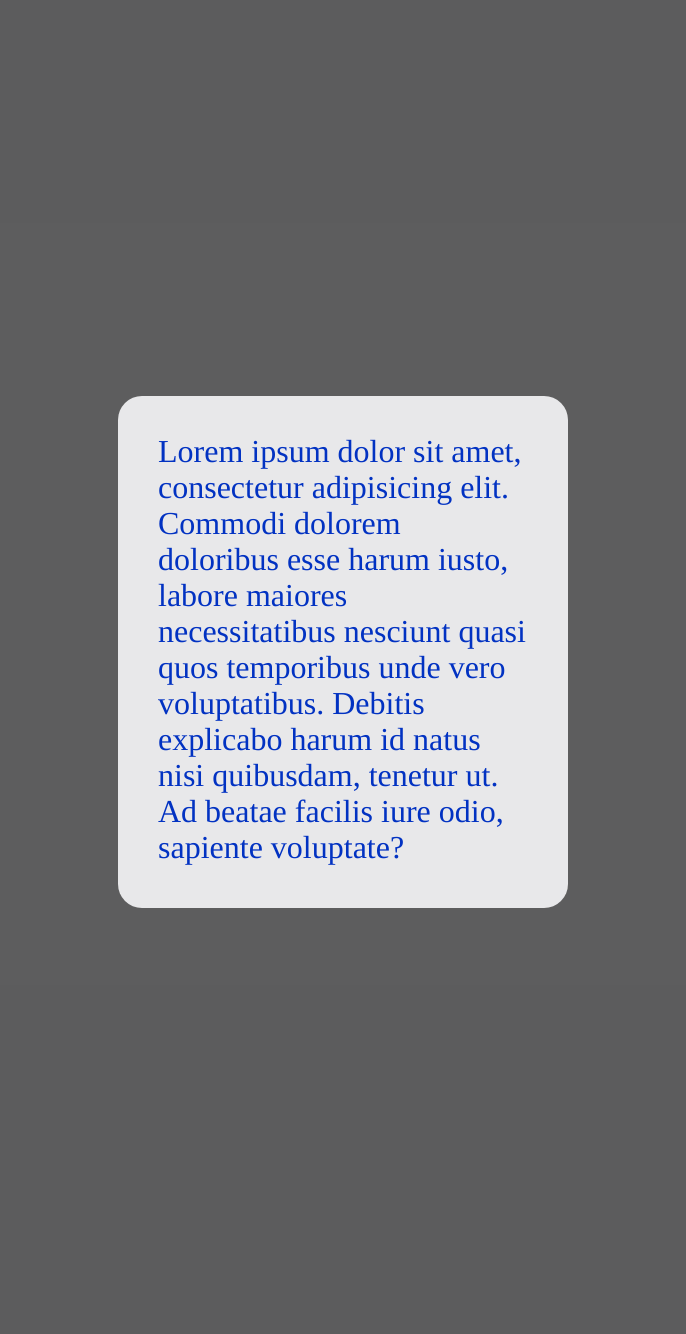 Lorem ipsum dolor sit amet,
consectetur adipisicing elit.
Commodi dolorem
doloribus esse harum iusto,
labore maiores
necessitatibus nesciunt quasi
quos temporibus unde vero
voluptatibus. Debitis
explicabo harum id natus
nisi quibusdam, tenetur ut.
Ad beatae facilis iure odio,
sapiente voluptate?